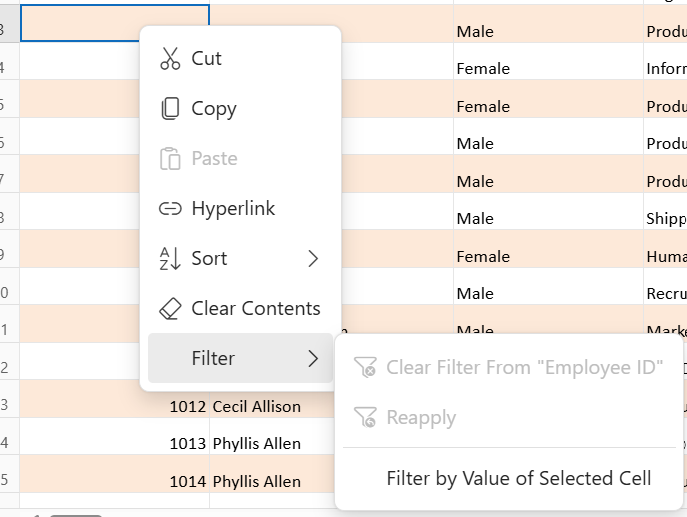 3 Male Produ
4 Female Inforr
5 Female Produ
6 Male Produ
7 Male Produ
8 Male Shipp
9 Female Huma
0 Male Recru
1 Male Mark
2
3 1012 Cecil Allison
4 1013 Phyllis Allen
5 1014 Phyllis Allen
Cut
Copy
Paste
Hyperlink
Sort
Clear Contents
Filter
Clear Filter From "Employee ID"
Reapply
Filter by Value of Selected Cell